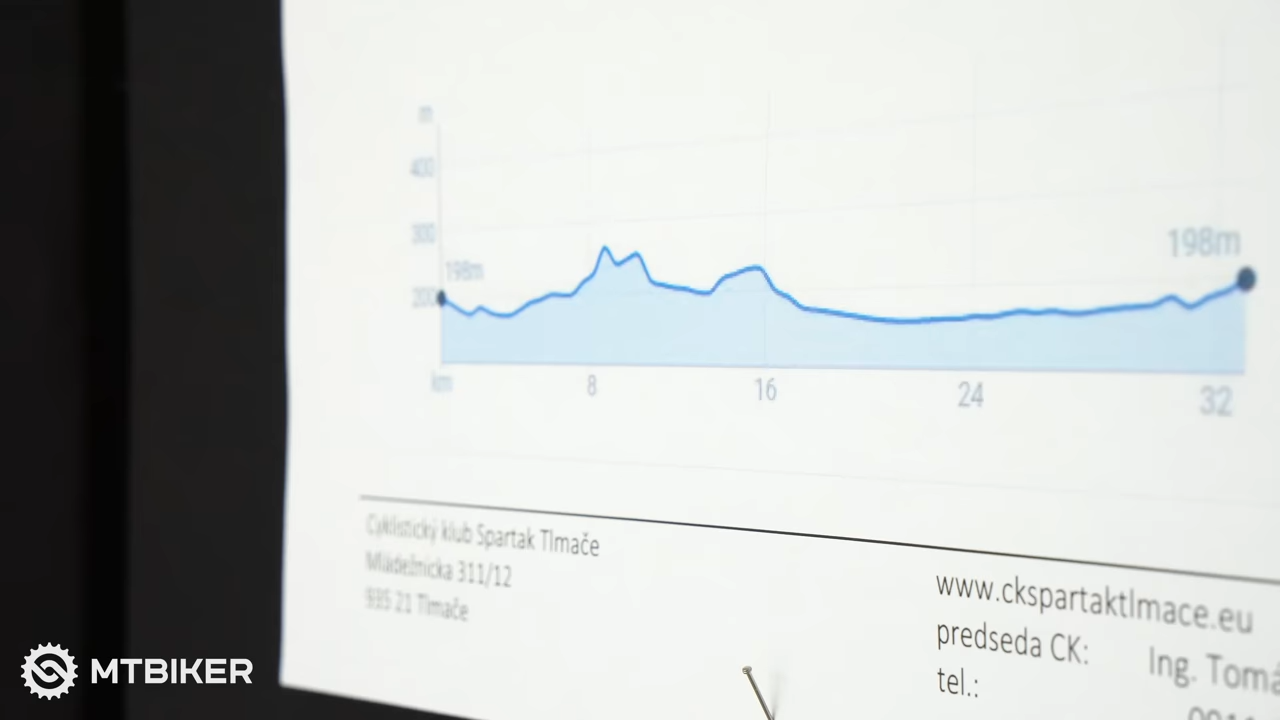 m
400
300
200
198m
198m
km
8
16
24
32
Cyklistický klub Spartak Tlmače
Mládežnícka 311/12
935 21 Tlmače
www.ckspartaktlmace.eu
predseda CK:
Ing.
tel.:
MTBIKER